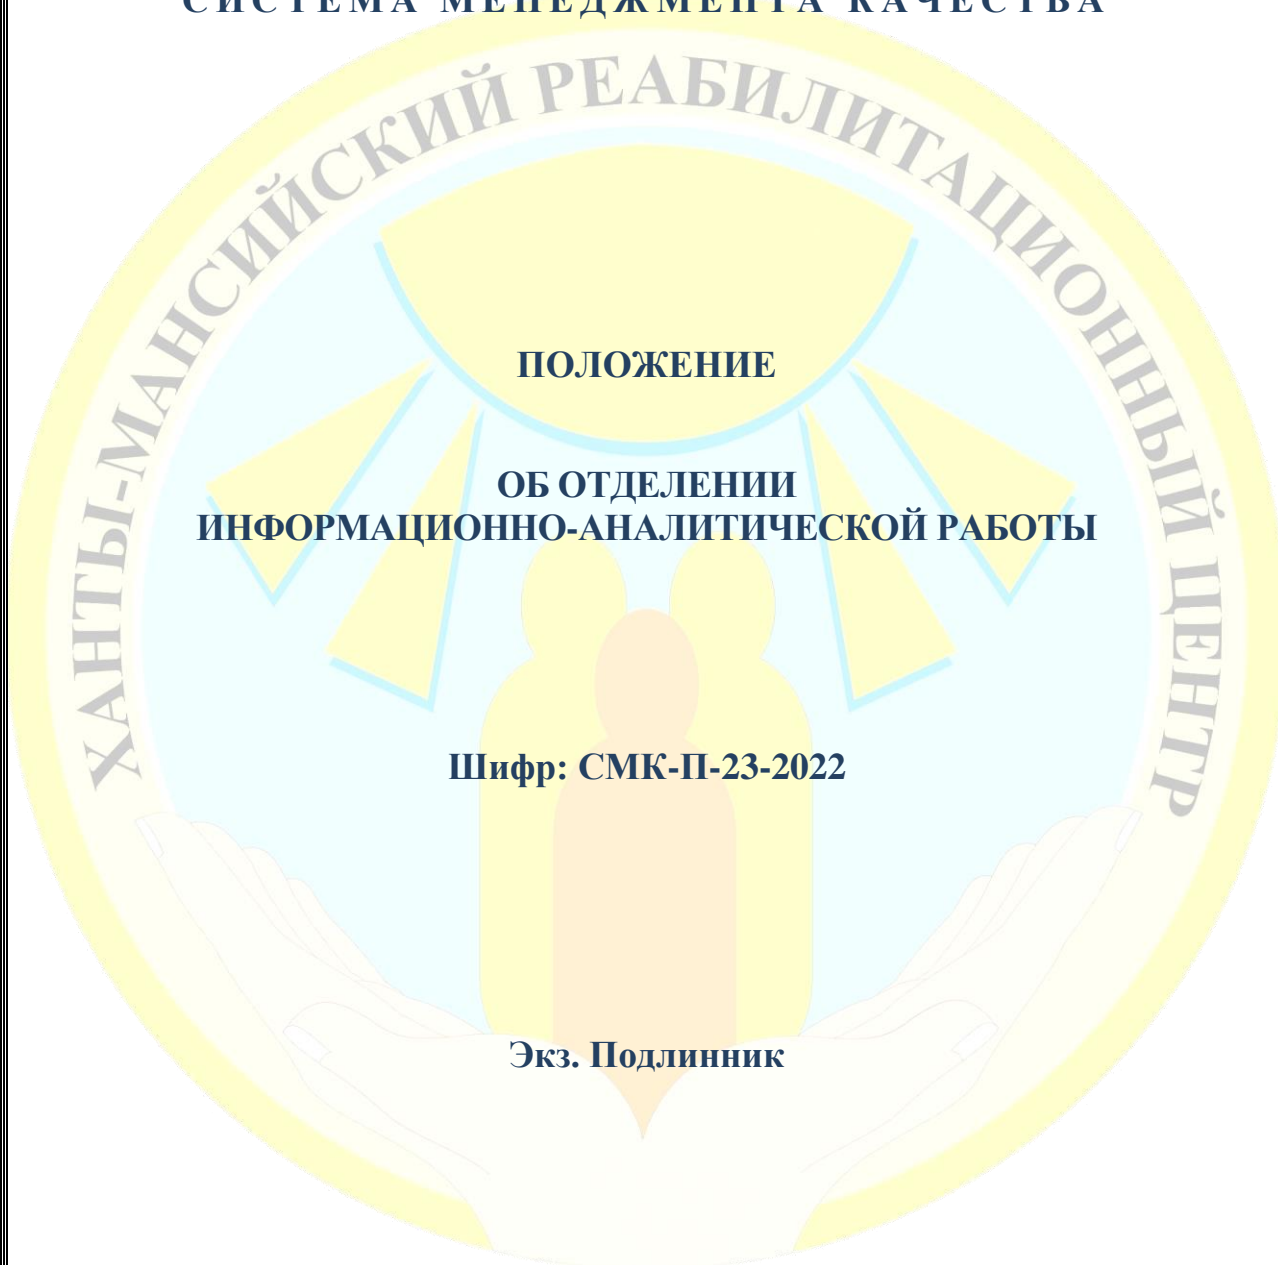 СИСТЕМА МЕНЕДЖМЕНТА КАЧЕСТВА
ХАНТЫ-МАНСИЙСКИЙ РЕАБИЛИТАЦИОННЫЙ ЦЕНТР
ПОЛОЖЕНИЕ
ОБ ОТДЕЛЕНИИ
ИНФОРМАЦИОННО-АНАЛИТИЧЕСКОЙ РАБОТЫ
Шифр: СМК-П-23-2022
Экз. Подлинник